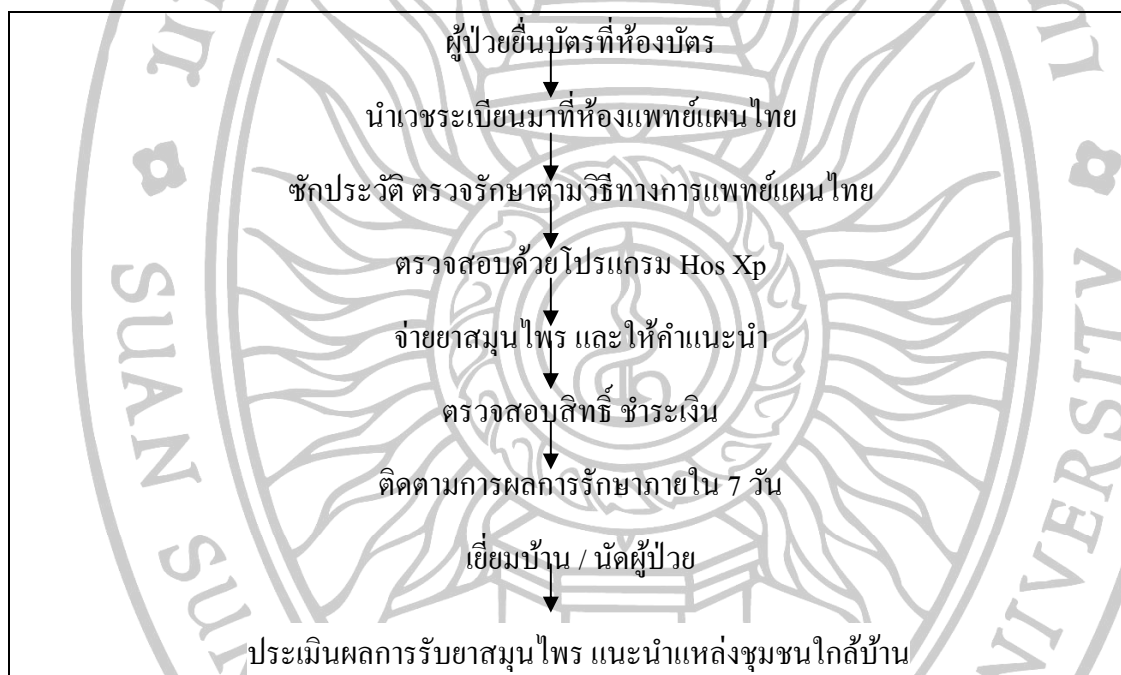 ผู้ป่วยยื่นบัตรที่ห้องบัตร
นำเวชระเบียนมาที่ห้องแพทย์แผนไทย
ซักประวัติ ตรวจรักษาตามวิธีทางการแพทย์แผนไทย
ตรวจสอบด้วยโปรแกรม Hos Xp
จ่ายยาสมุนไพร และให้คำแนะนำ
ตรวจสอบสิทธิ์ ชำระเงิน
ติดตามการผลการรักษาภายใน 7 วัน
เยี่ยมบ้าน / นัดผู้ป่วย
ประเมินผลการรับยาสมุนไพร แนะนำแหล่งชุมชนใกล้บ้าน
SUAN SU
UNIVERSITY